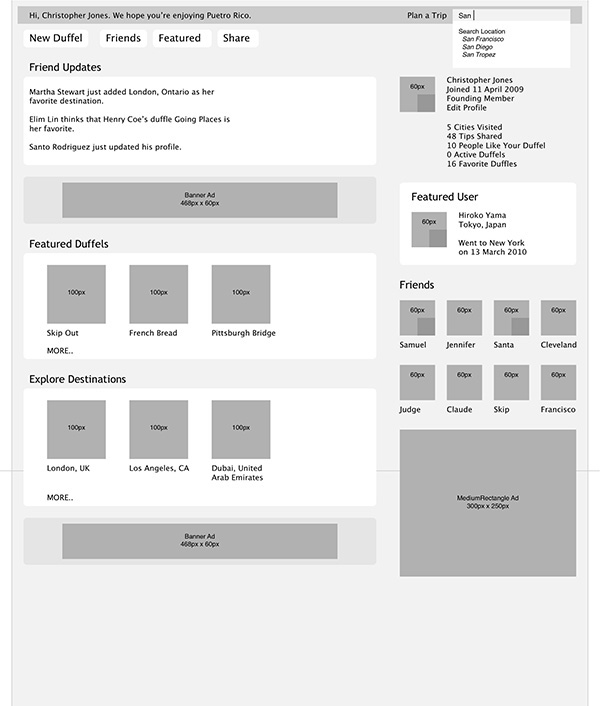 Hi, Christopher Jones. We hope you're enjoying Puetro Rico.
Plan a Trip
San
Search Location
San Francisco
San Diego
San Tropez
New Duffel
Friends
Featured
Share
Friend Updates
Martha Stewart just added London, Ontario as her
favorite destination.
Elim Lin thinks that Henry Coe's duffle Going Places is
her favorite.
Santo Rodriguez just updated his profile.
60px
Christopher Jones
Joined 11 April 2009
Founding Member
Edit Profile
5 Cities Visited
48 Tips Shared
10 People Like Your Duffel
0 Active Duffels
16 Favorite Duffles
Banner Ad
468px x 60px
Featured User
60px
Hiroko Yama
Tokyo, Japan
Went to New York
on 13 March 2010
Featured Duffels
100px
100px
100px
Skip Out
French Bread
Pittsburgh Bridge
MORE..
Friends
60px
60px
60px
60px
Samuel
Jennifer
Santa
Cleveland
60px
60px
60px
60px
Judge
Claude
Skip
Francisco
Explore Destinations
100px
100px
100px
London, UK
Los Angeles, CA
Dubai, United
Arab Emirates
MORE..
MediumRectangle Ad
300px x 250px
Banner Ad
468px x 60px